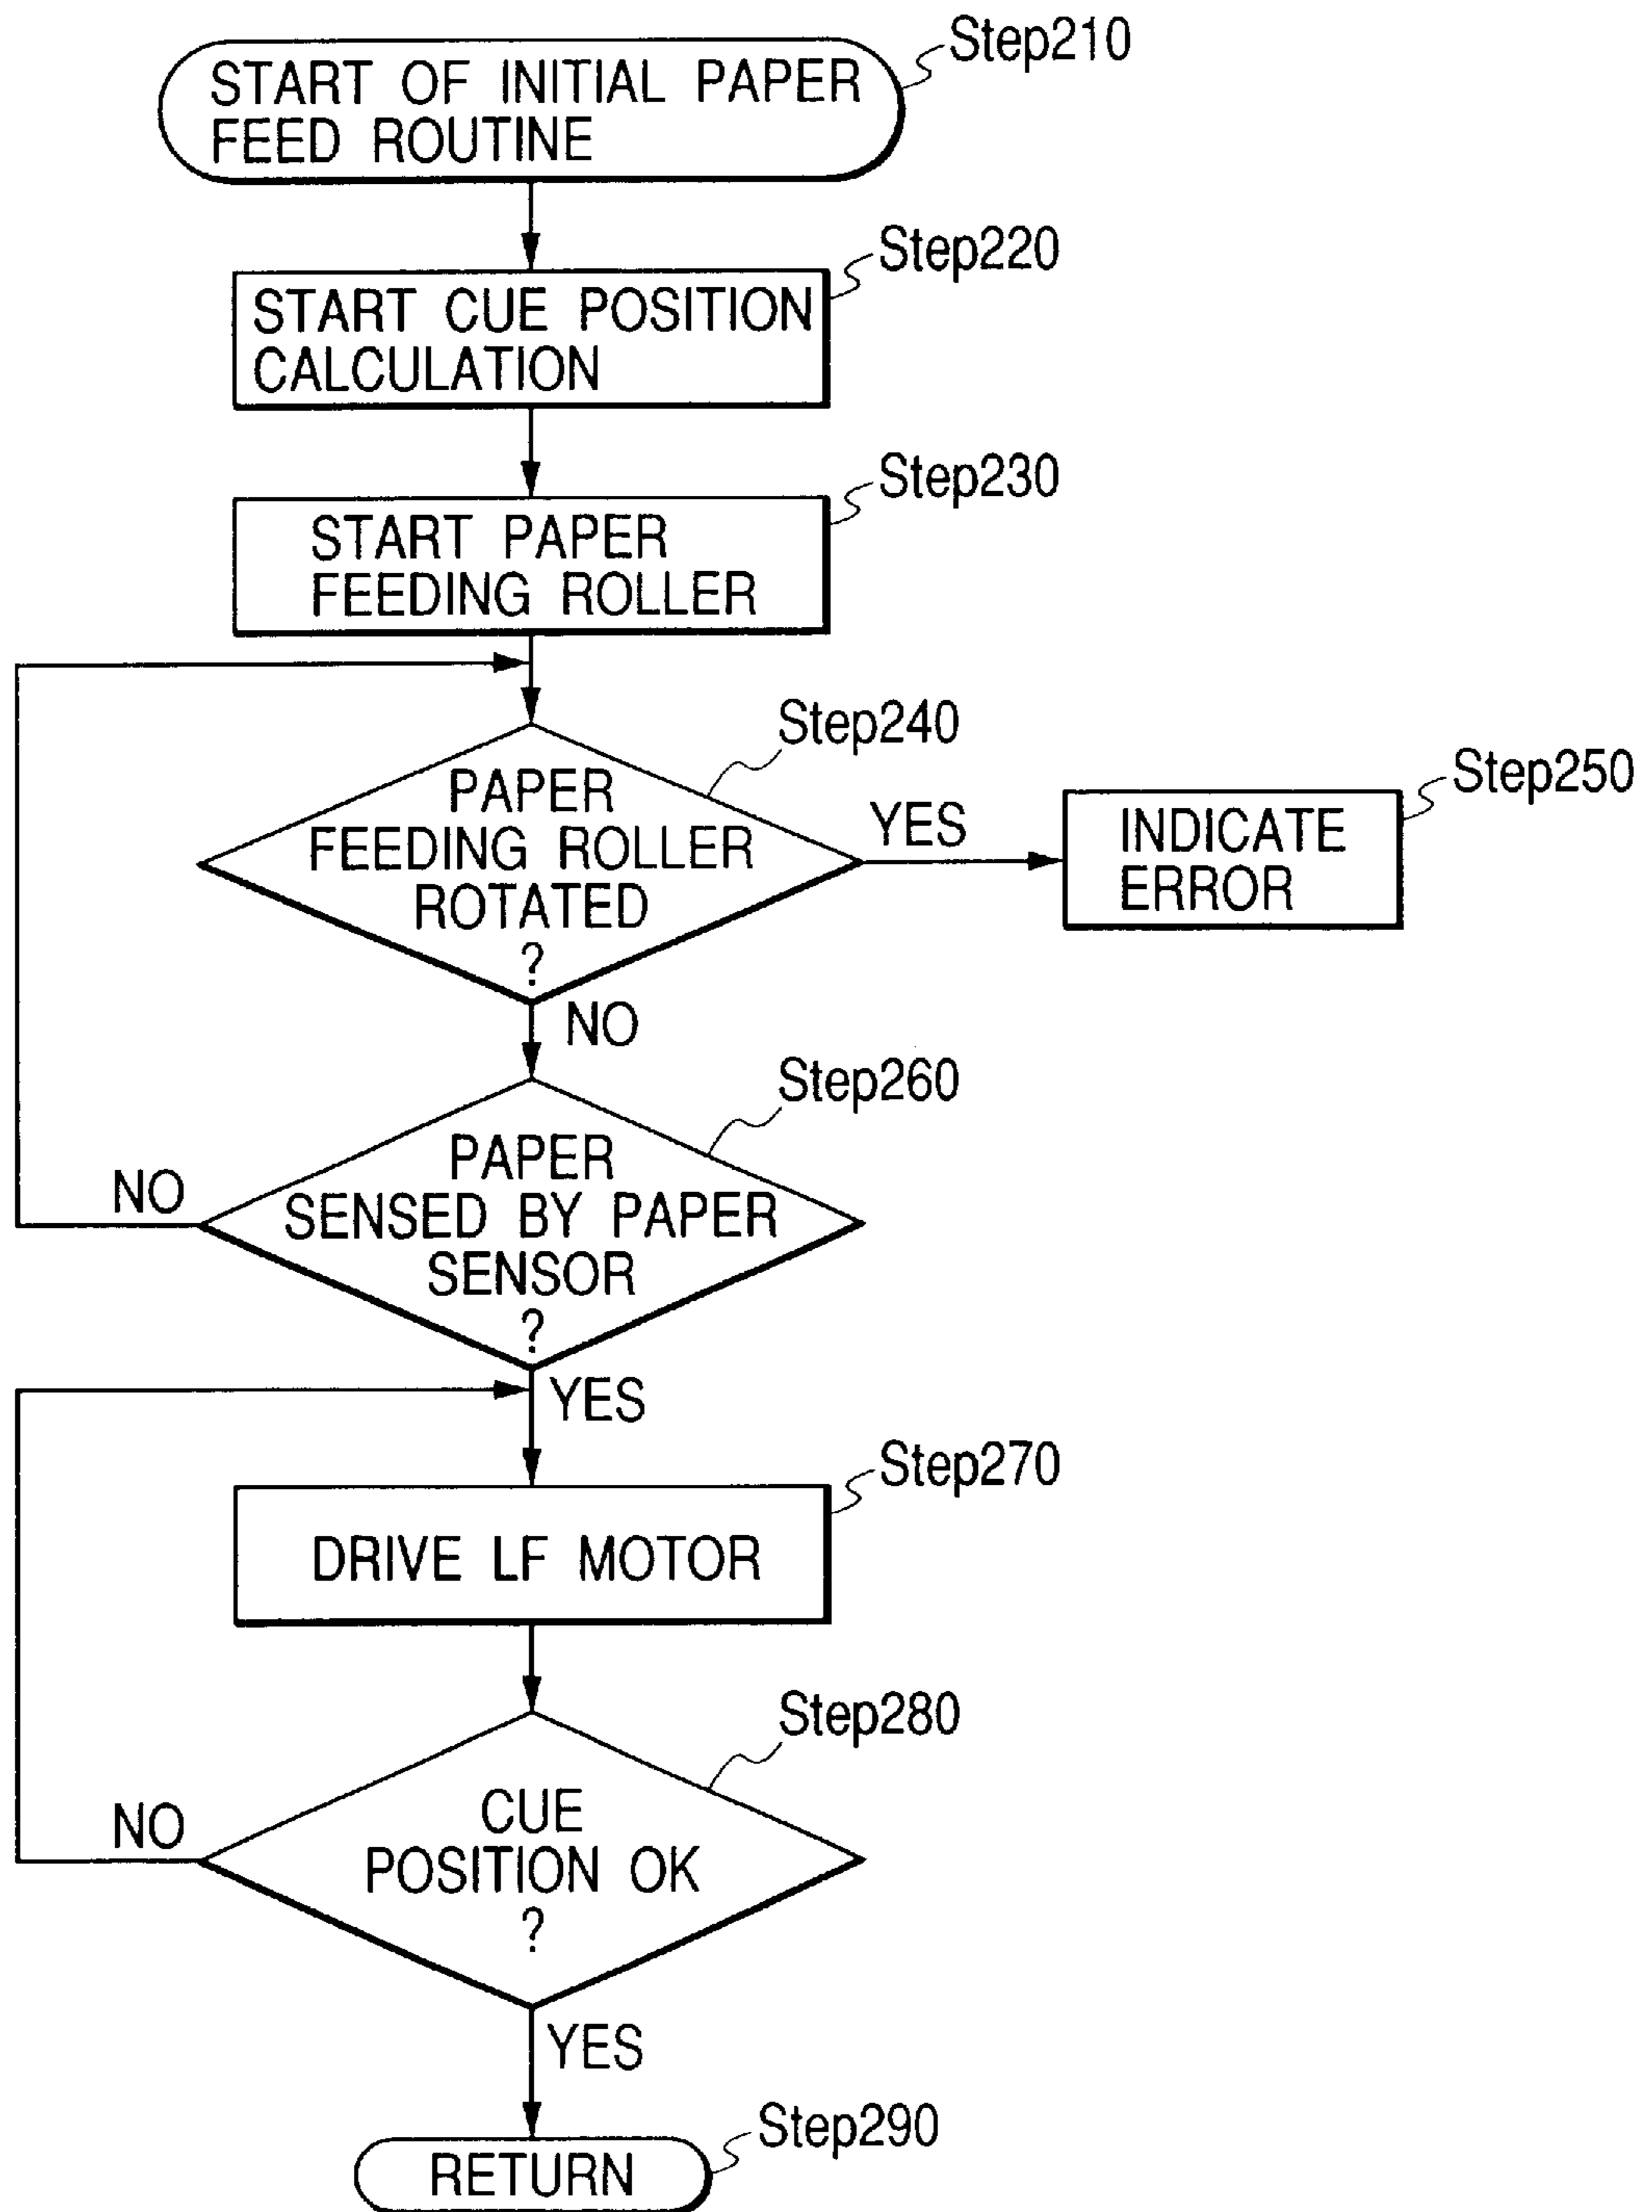 Step210
START OF INITIAL PAPER
FEED ROUTINE
Step220
START CUE POSITION
CALCULATION
Step230
START PAPER
FEEDING ROLLER
Step240
PAPER
FEEDING ROLLER
ROTATED
?
YES
Step250
INDICATE
ERROR
NO
Step260
PAPER
SENSED BY PAPER
SENSOR
?
NO
YES
Step270
DRIVE LF MOTOR
Step280
CUE
POSITION OK
?
NO
YES
Step290
RETURN